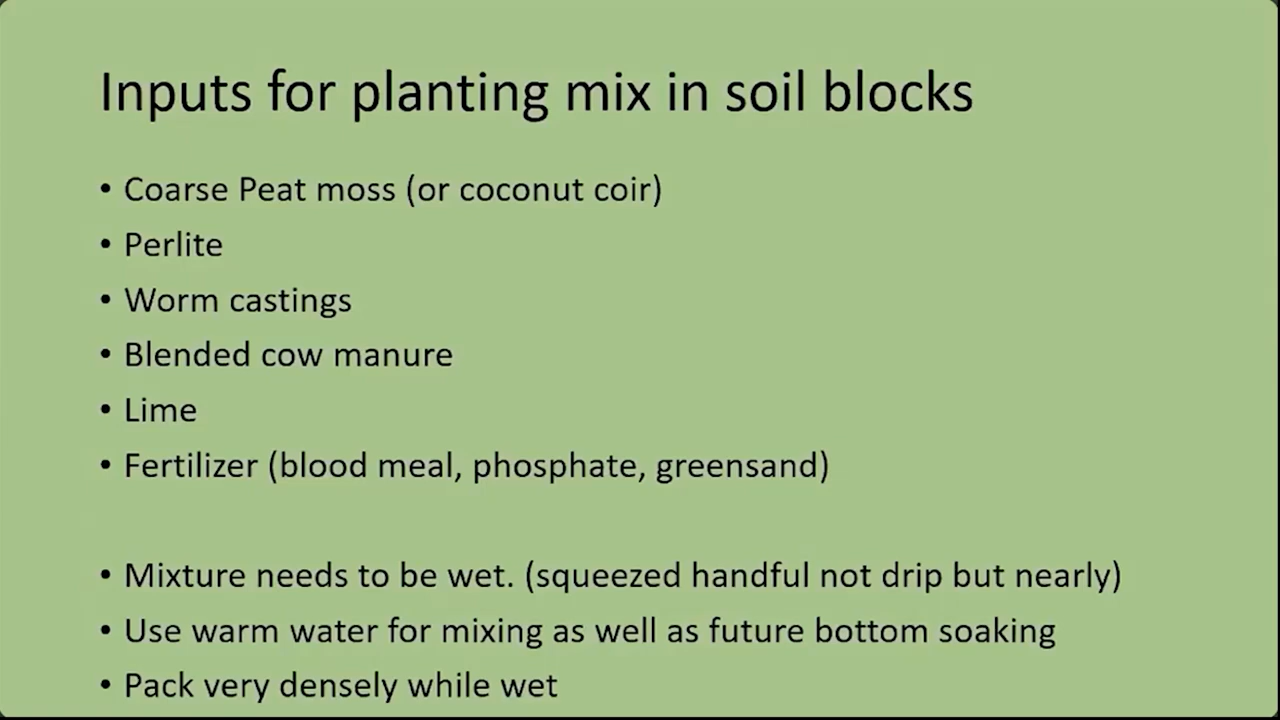 Inputs for planting mix in soil blocks
• Coarse Peat moss (or coconut coir)
• Perlite
• Worm castings
• Blended cow manure
• Lime
• Fertilizer (blood meal, phosphate, greensand)
• Mixture needs to be wet. (squeezed handful not drip but nearly)
• Use warm water for mixing as well as future bottom soaking
• Pack very densely while wet